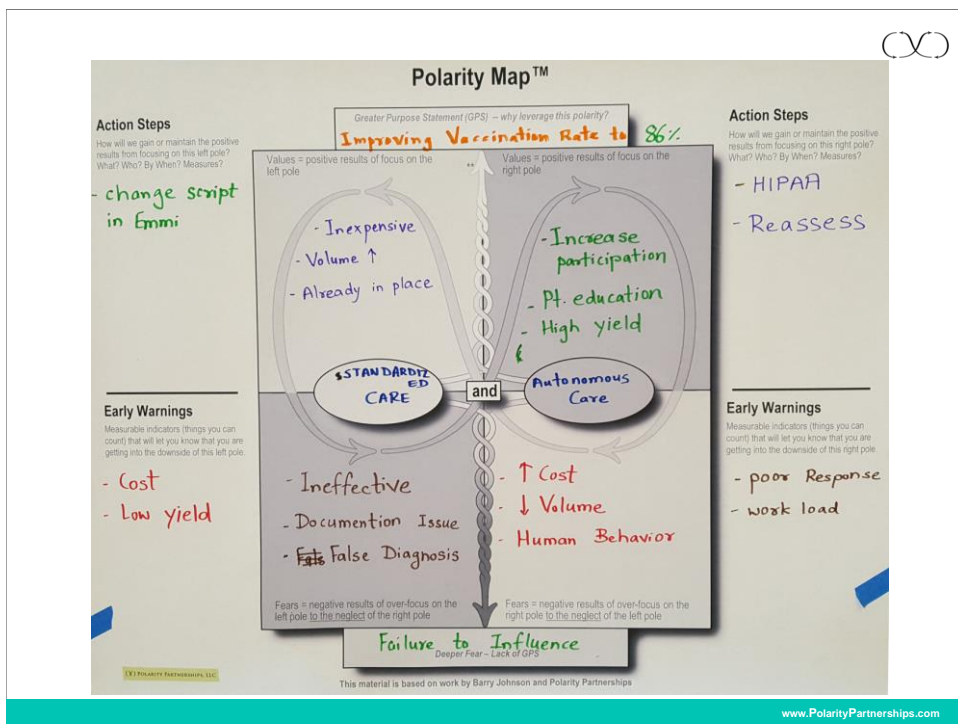 Polarity Map™
Action Steps
How will we gain or maintain the positive
results from focusing on this left pole?
What? Who? By When? Measures?
- change script
in Emmi
Greater Purpose Statement (GPS) – why leverage this polarity?
Improving Vaccination Rate to 86%
Values = positive results of focus on the
left pole
**
Values = positive results of focus on the
right pole
- Inexpensive
- Volume ↑
- Already in place
- Increase
participation
- Pt. education
- High yield
Action Steps
How will we gain or maintain the positive
results from focusing on this right pole?
What? Who? By When? Measures?
- HIPAA
- Reassess
STANDARDIZ
ED
CARE
and
Autonomous
Care
Early Warnings
Measurable indicators (things you can
count) that will let you know that you are
getting into the downside of this left pole.
- Cost
- Low yield
- Ineffective
- Documention Issue
- False Diagnosis
- ↑ Cost
- ↓ Volume
- Human Behavior
Early Warnings
Measurable indicators (things you can
count) that will let you know that you are
getting into the downside of this right pole.
- poor Response
- work load
Fears = negative results of over-focus on the
left pole to the neglect of the right pole
Fears = negative results of over-focus on the
right pole to the neglect of the left pole
Failure to Influence
Deeper Fear – Lack of GPS
POLARITY PARTNERSHIPS, LLC
This material is based on work by Barry Johnson and Polarity Partnerships
www.PolarityPartnerships.com